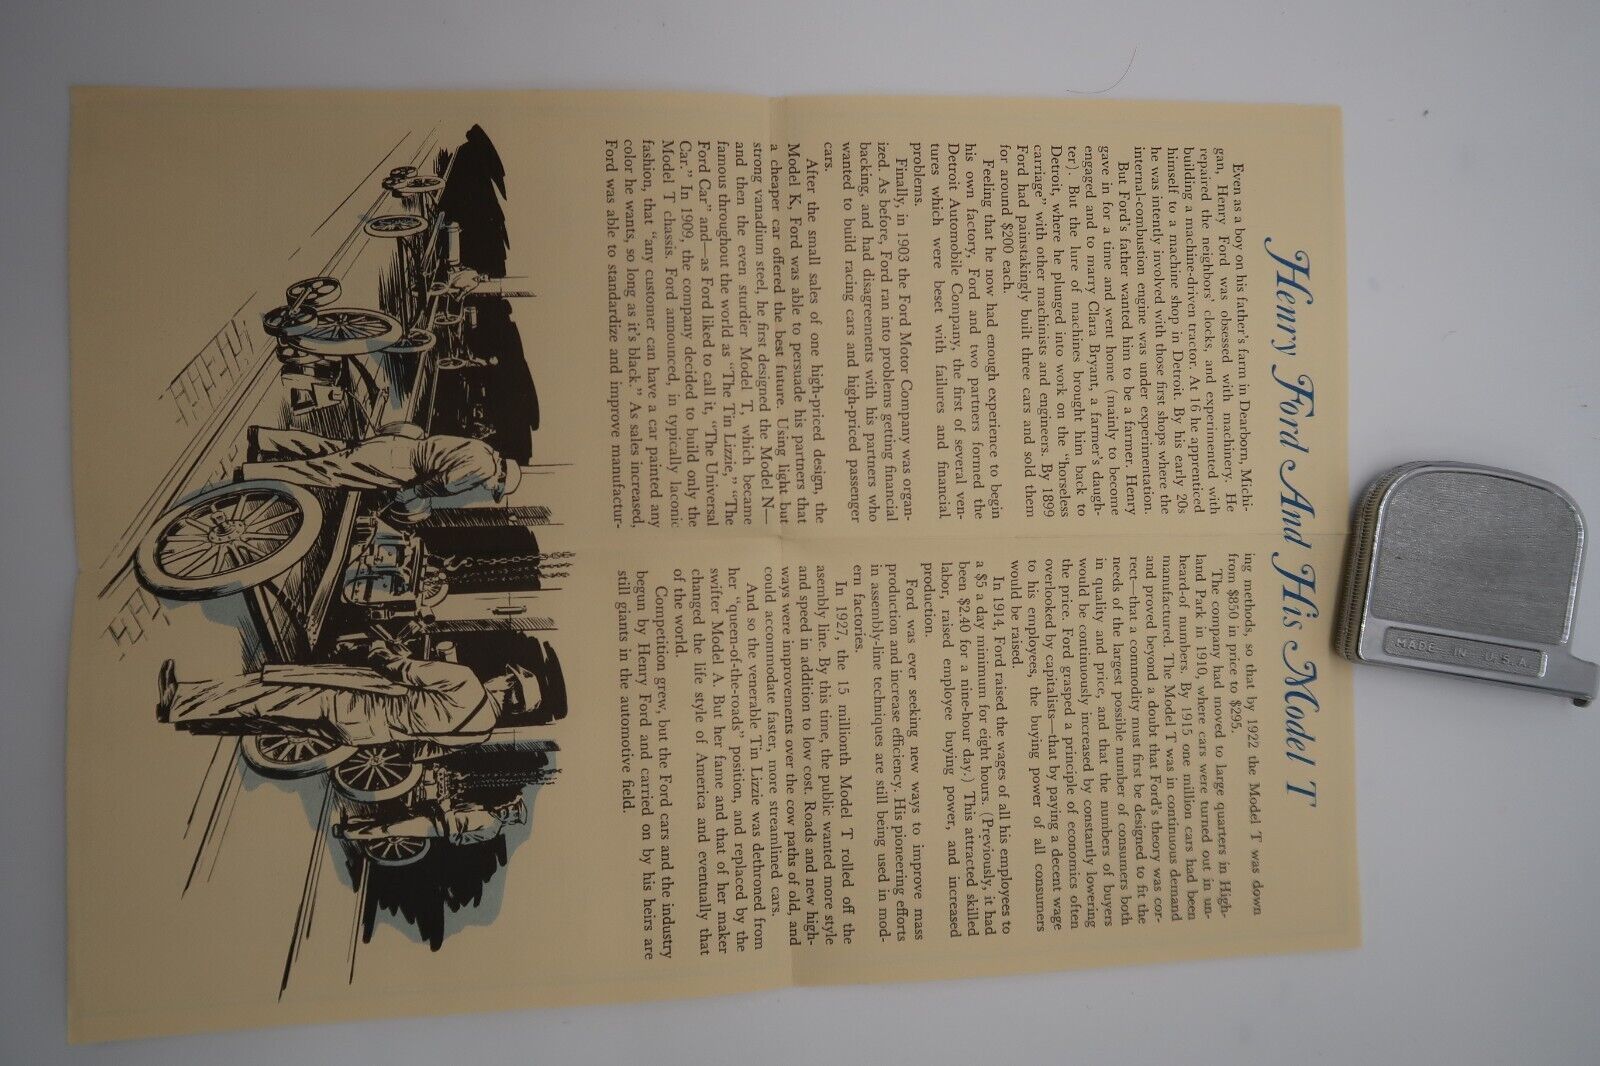 Henry Ford And His Model T
Even as a boy on his father's farm in Dearborn, Michi-
gan, Henry Ford was obsessed with machinery. He
repaired the neighbors' clocks, and experimented with
building a machine-driven tractor. At 16 he apprenticed
himself to a machine shop in Detroit. By his early 20s
he was intently involved with those first shops where the
internal-combustion engine was under experimentation.
But Ford's father wanted him to be a farmer. Henry
gave in for a time and went home (mainly to become
engaged and to marry Clara Bryant, a farmer's daugh-
ter). But the lure of machines brought him back to
Detroit, where he plunged into work on the "horseless
carriage" with other machinists and engineers. By 1899
Ford had painstakingly built three cars and sold them
for around $200 each.
Feeling that he now had enough experience to begin
his own factory, Ford and two partners formed the
Detroit Automobile Company, the first of several ven-
tures which were beset with failures and financial
problems.
Finally, in 1903 the Ford Motor Company was organ-
ized. As before, Ford ran into problems getting financial
backing, and had disagreements with his partners who
wanted to build racing cars and high-priced passenger
cars.
After the small sales of one high-priced design, the
Model K, Ford was able to persuade his partners that
a cheaper car offered the best future. Using light but
strong vanadium steel, he first designed the Model N—
and then the even sturdier Model T, which became
famous throughout the world as "The Tin Lizzie," "The
Ford Car" and—as Ford liked to call it, "The Universal
Car." In 1909, the company decided to build only the
Model T chassis. Ford announced, in typically laconic
fashion, that "any customer can have a car painted any
color he wants, so long as it's black." As sales increased,
Ford was able to standardize and improve manufactur-
ing methods, so that by 1922 the Model T was down
from $850 in price to $295.
The company had moved to large quarters in High-
land Park in 1910, where cars were turned out in un-
heard-of numbers. By 1915 one million cars had been
manufactured. The Model T was in continuous demand
and proved beyond a doubt that Ford's theory was cor-
rect—that a commodity must first be designed to fit the
needs of the largest possible number of consumers both
in quality and price, and that the numbers of buyers
would be continuously increased by constantly lowering
the price. Ford grasped a principle of economics often
overlooked by capitalists—that by paying a decent wage
to his employees, the buying power of all consumers
would be raised.
In 1914, Ford raised the wages of all his employees to
a $5 a day minimum for eight hours. (Previously, it had
been $2.40 for a nine-hour day.) This attracted skilled
labor, raised employee buying power, and increased
production.
Ford was ever seeking new ways to improve mass
production and increase efficiency. His pioneering efforts
in assembly-line techniques are still being used in mod-
ern factories.
In 1927, the 15 millionth Model T rolled off the
asembly line. By this time, the public wanted more style
and speed in addition to low cost. Roads and new high-
ways were improvements over the cow paths of old, and
could accommodate faster, more streamlined cars.
And so the venerable Tin Lizzie was dethroned from
her "queen-of-the-roads" position, and replaced by the
swifter Model A. But her fame and that of her maker
changed the life style of America and eventually that
of the world.
Competition grew, but the Ford cars and the industry
begun by Henry Ford and carried on by his heirs are
still giants in the automotive field.
MADE IN U.S.A.